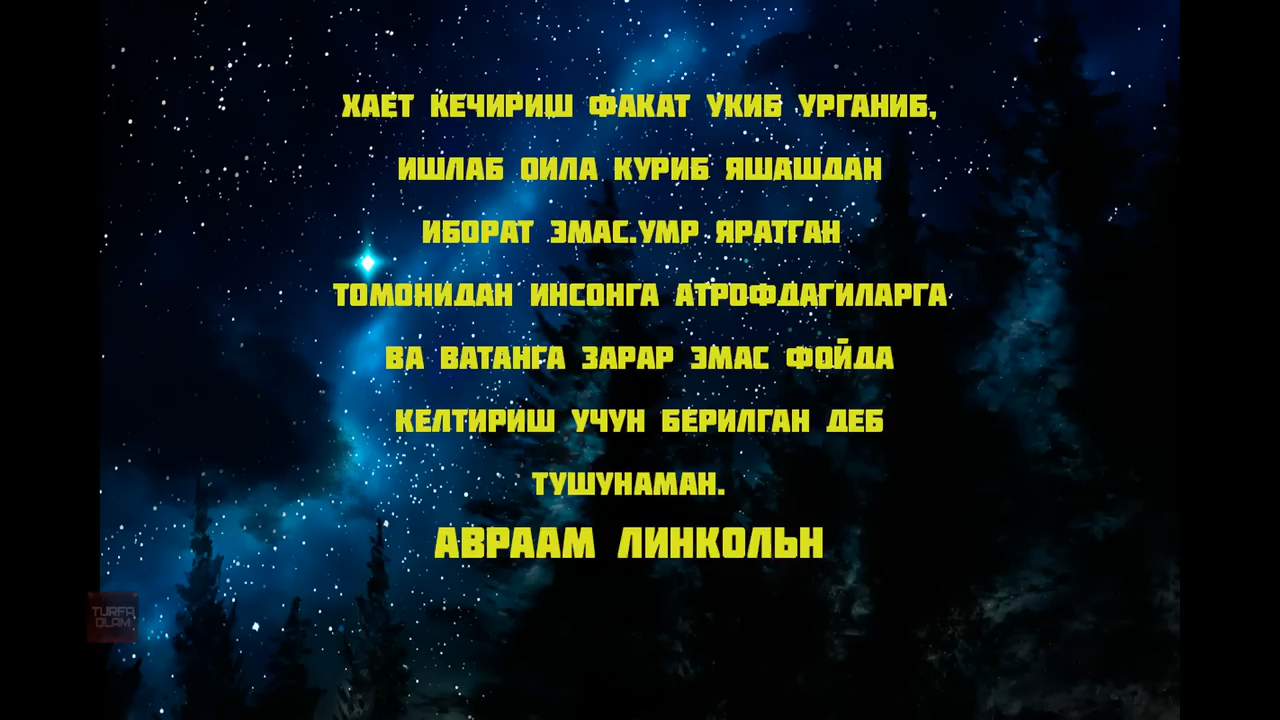 ХАЕТ КЕЧИРИШ ФАКАТ УКИБ УРГАНИБ,
ИШЛАБ ОИЛА КУРИБ ЯШАШДАН
ИБОРАТ ЭМАС.УМР ЯРАТГАН
ТОМОНИДАН ИНСОНГА АТРОФДАГИЛАРГА
ВА ВАТАНГА ЗАРАР ЭМАС ФОЙДА
КЕЛТИРИШ УЧУН БЕРИЛГАН ДЕБ
ТУШУНАМАН.
АВРААМ ЛИНКОЛЬН
TURFA
OLAM